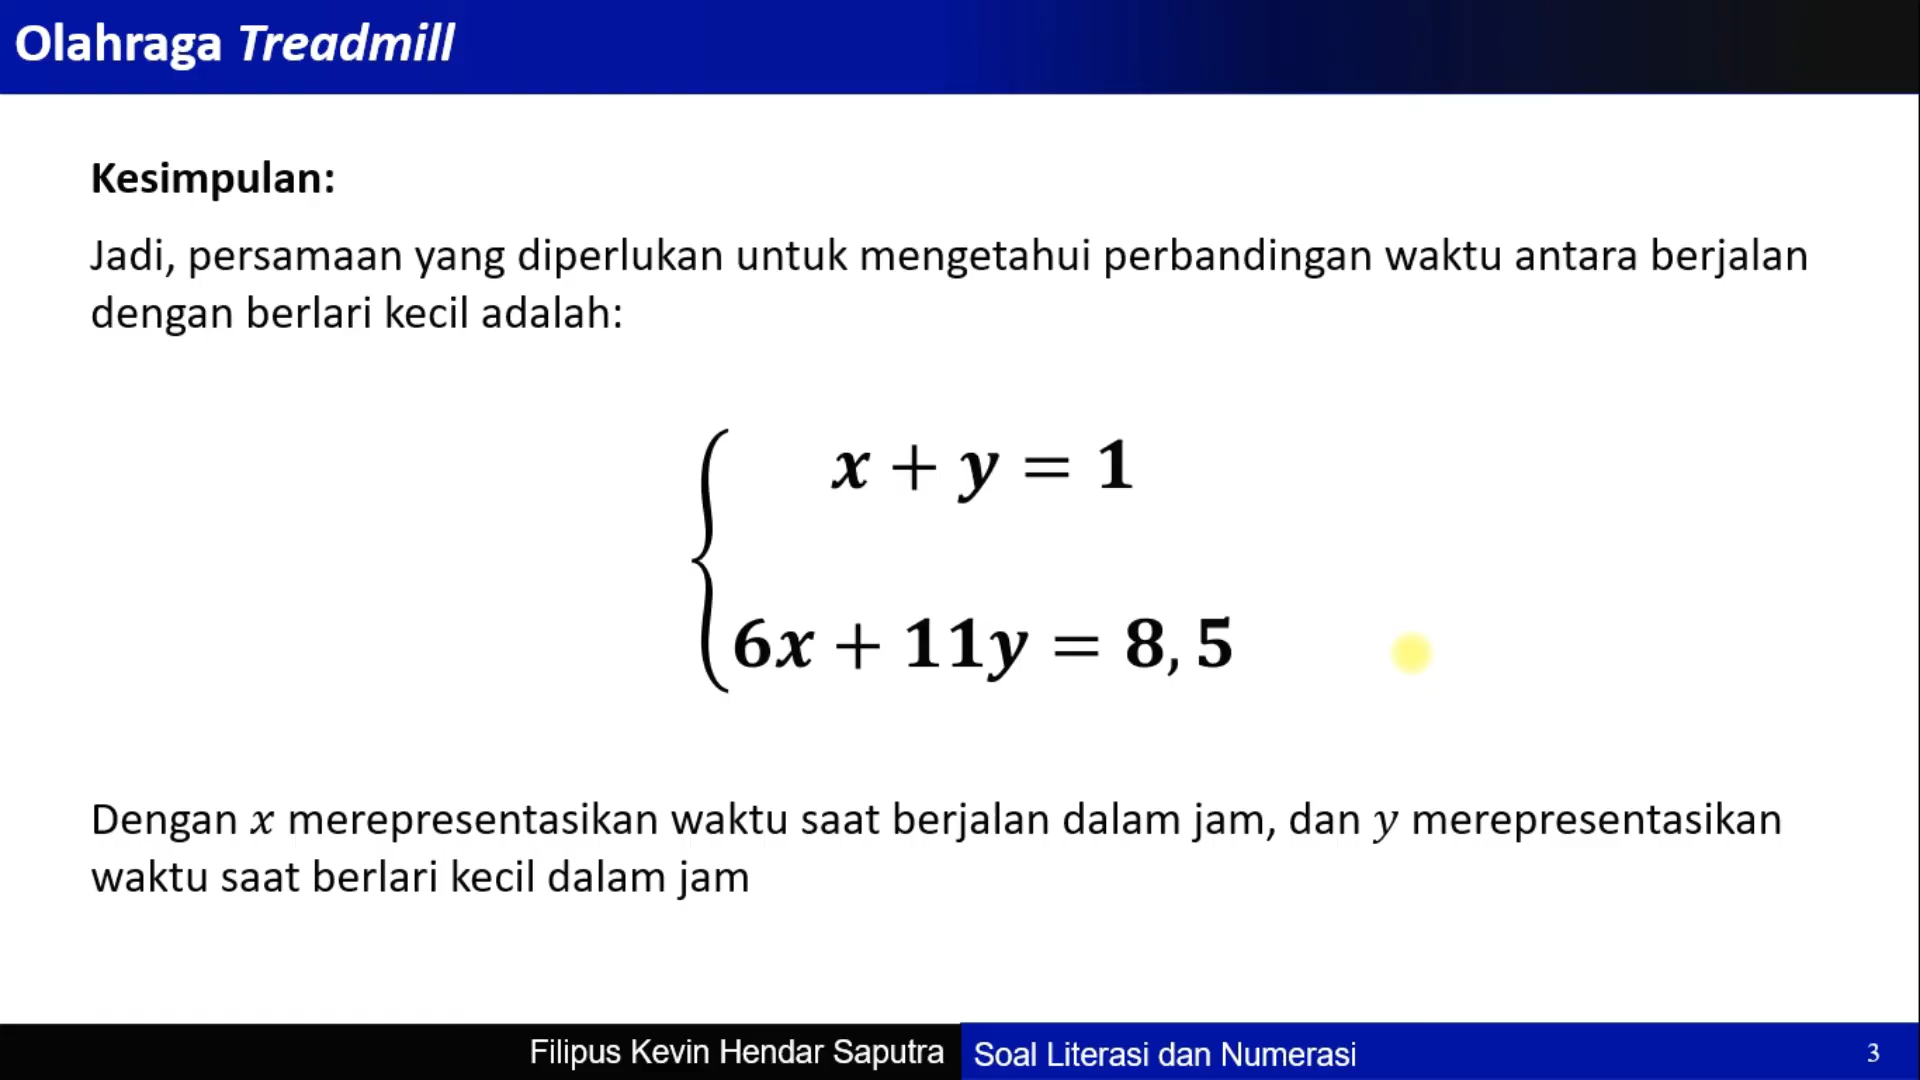 Olahraga Treadmill
Kesimpulan:
Jadi, persamaan yang diperlukan untuk mengetahui perbandingan waktu antara berjalan
dengan berlari kecil adalah:
x + y = 1
6x + 11y = 8, 5
Dengan x merepresentasikan waktu saat berjalan dalam jam, dan y merepresentasikan
waktu saat berlari kecil dalam jam
Filipus Kevin Hendar Saputra
Soal Literasi dan Numerasi
3